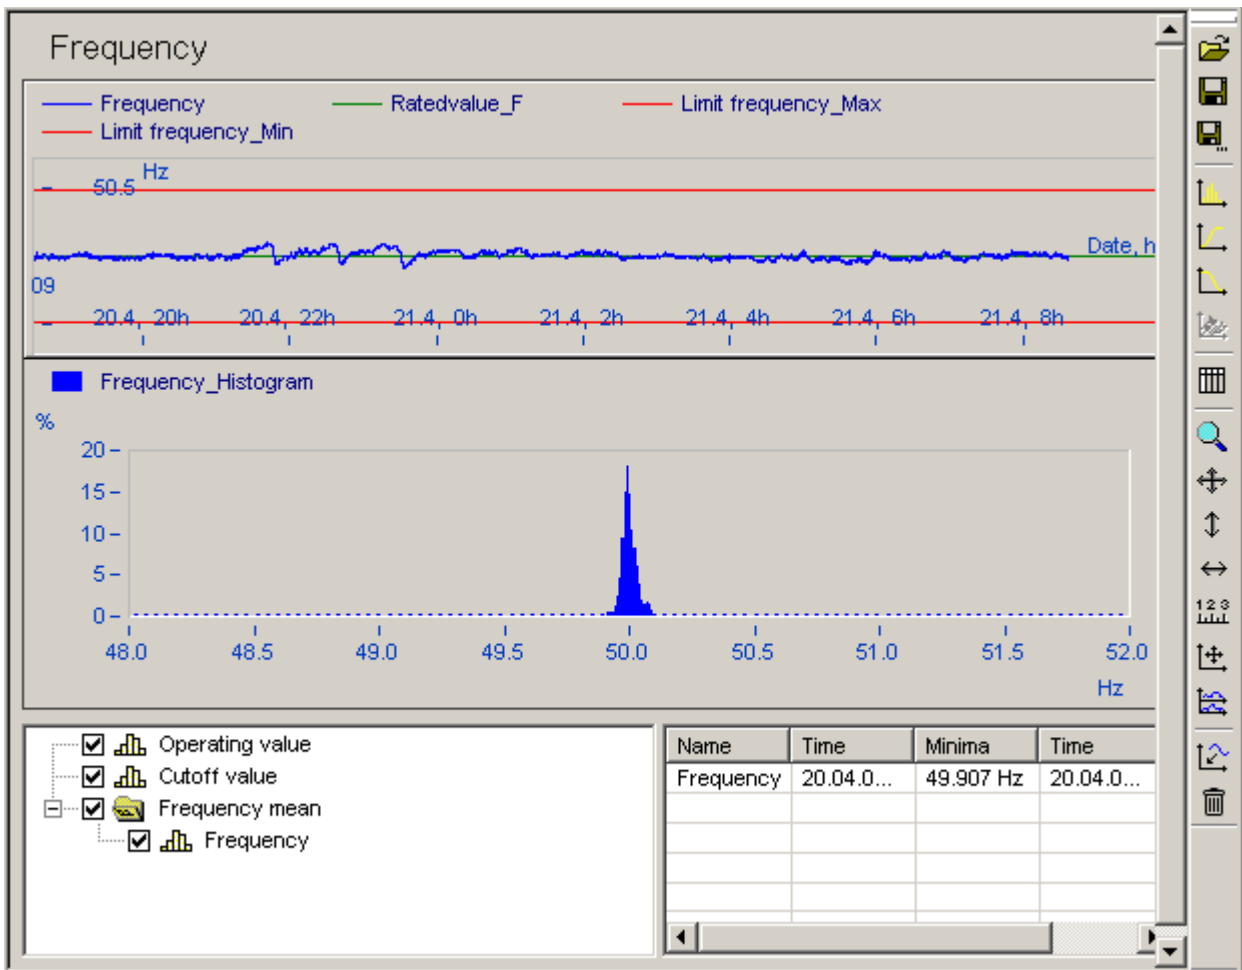 Frequency
Frequency Ratedvalue_F Limit frequency_Max
Limit frequency_Min
Hz
50.5
Date, h
09
20.4, 20h 20.4, 22h 21.4, 0h 21.4, 2h 21.4, 4h 21.4, 6h 21.4, 8h
Frequency_Histogram
%
20
15
10
5
0
48.0 48.5 49.0 49.5 50.0 50.5 51.0 51.5 52.0
Hz
Operating value
Cutoff value
Frequency mean
Frequency
Name Time Minima Time
Frequency 20.04.0... 49.907 Hz 20.04.0...
1 2 3